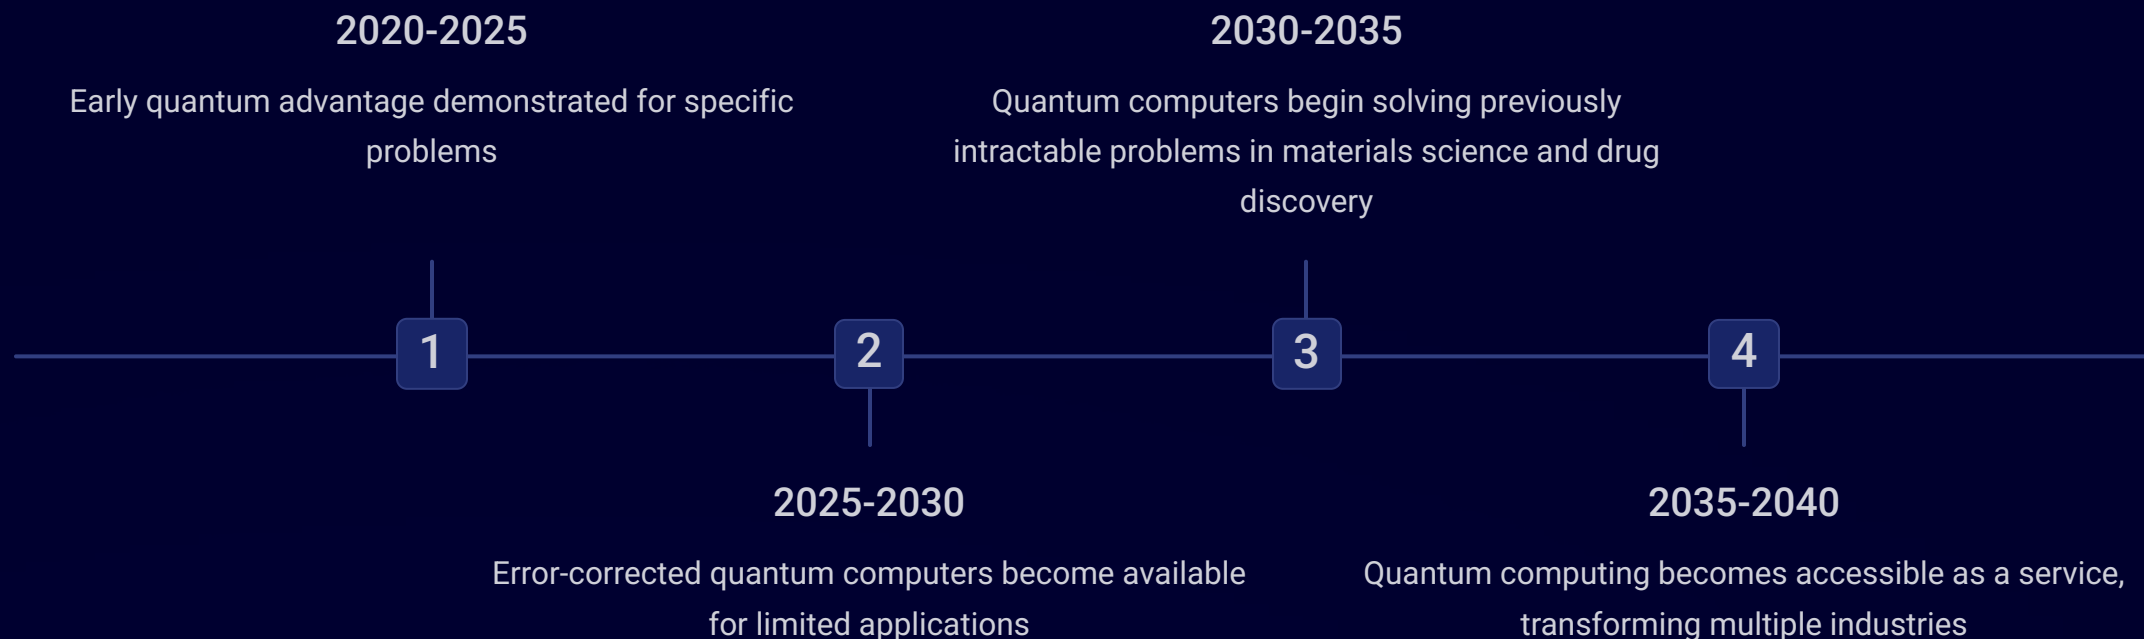 2020-2025
Early quantum advantage demonstrated for specific
problems
2030-2035
Quantum computers begin solving previously
intractable problems in materials science and drug
discovery
1
2
3
4
2025-2030
Error-corrected quantum computers become available
for limited applications
2035-2040
Quantum computing becomes accessible as a service,
transforming multiple industries